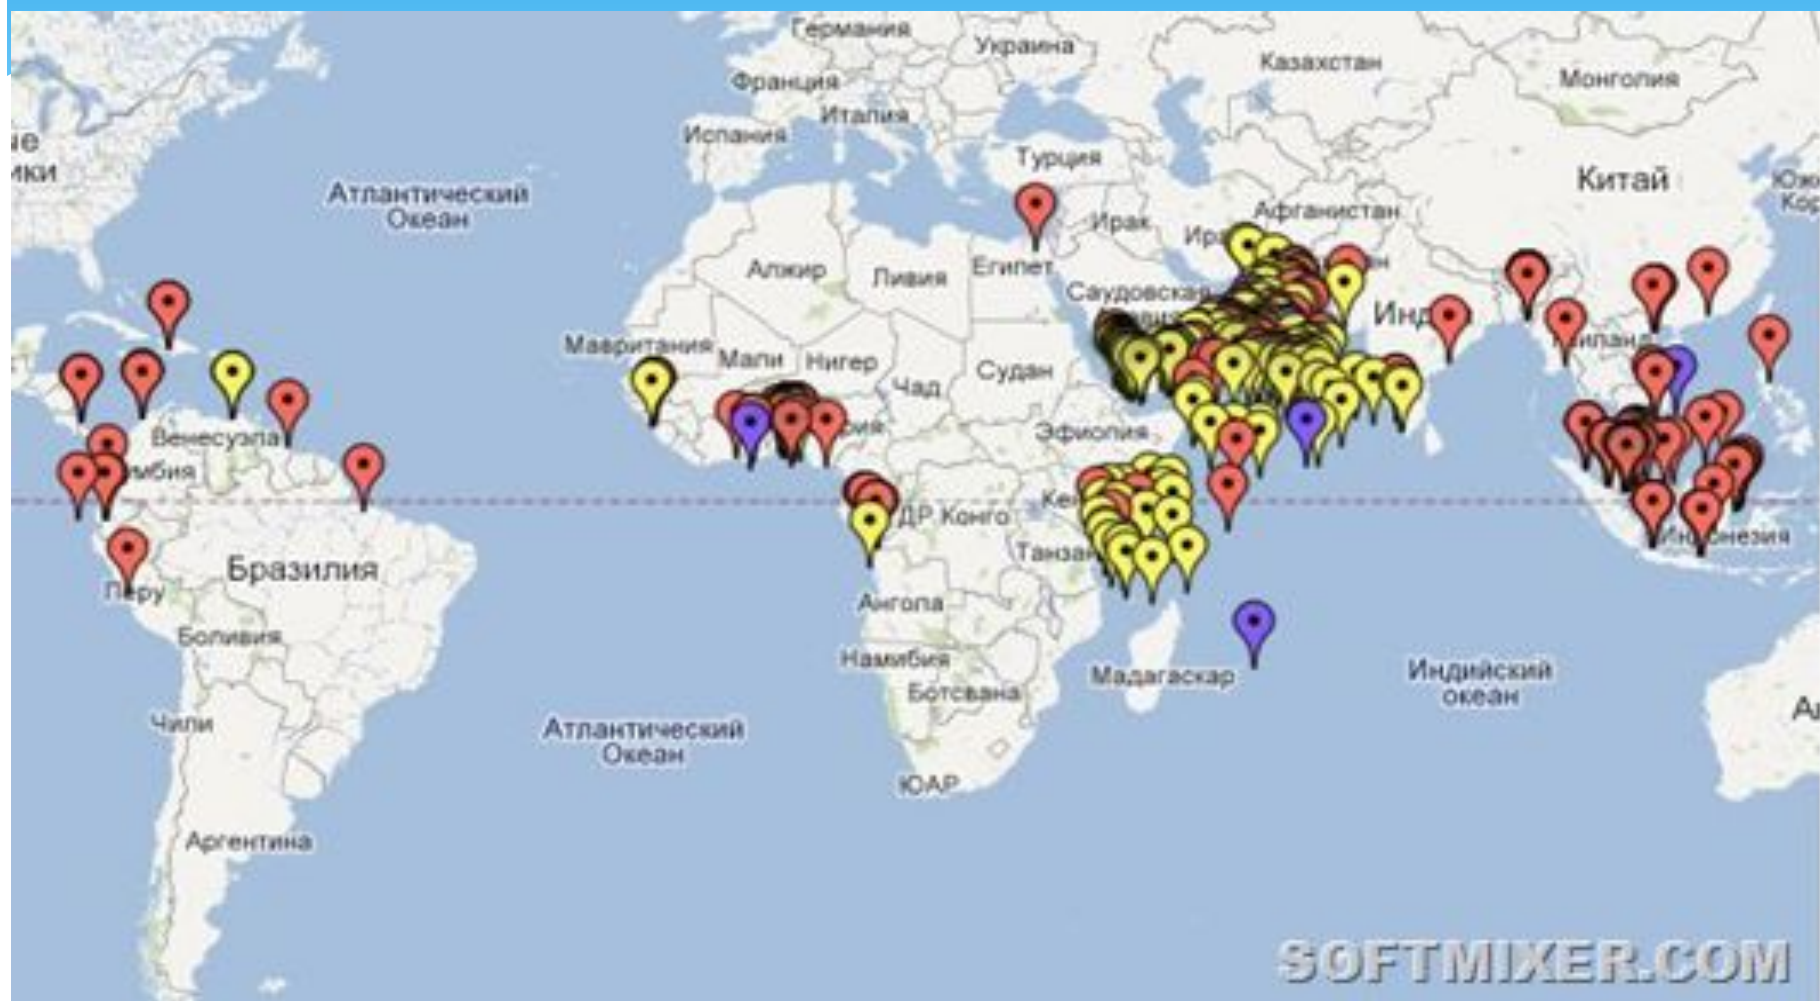 Германия
Украина
Казахстан
Монголия
Франция
Италия
Испания
Турция
Китай
Атлантический
Океан
Ирак
Афганистан
Алжир
Ливия
Египет
Саудовская
Мавритания
Мали
Нигер
Чад
Судан
Эфиопия
Венесуэла
ДР Конго
Бразилия
Перу
Ангола
Боливия
Намибия
Мадагаскар
Ботсвана
Индийский
океан
Чили
Атлантический
Океан
ЮАР
Аргентина
SOFTMIXER.COM